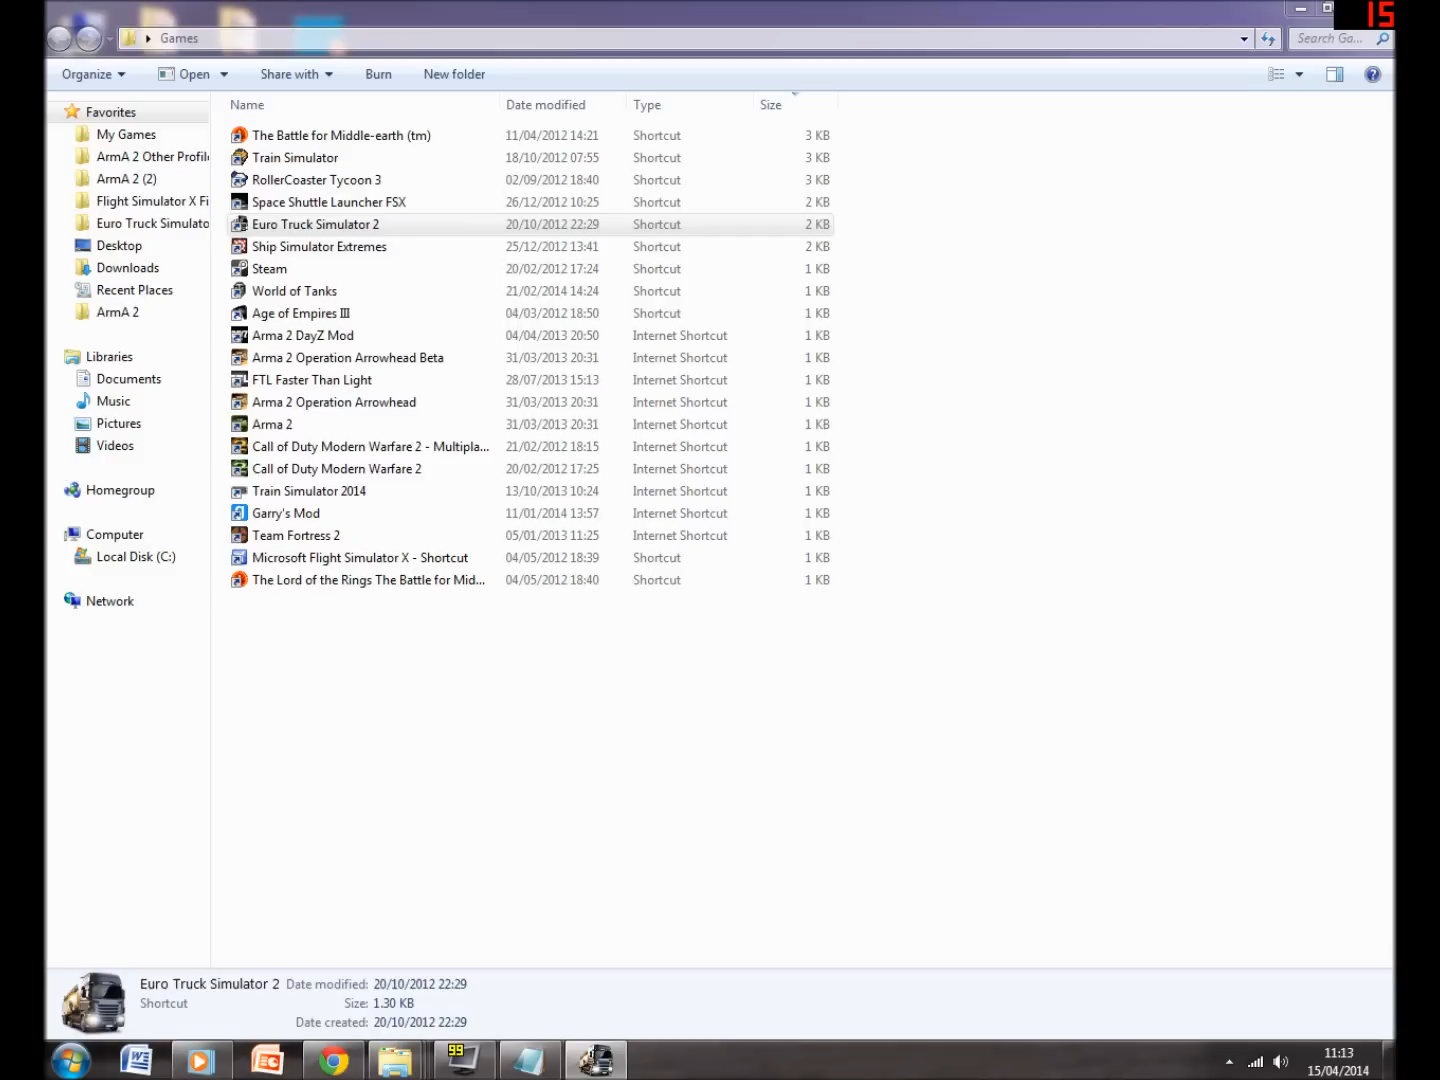 15
Games
Search Ga...
Organize Open Share with Burn New folder
Name Date modified Type Size
Favorites
My Games
ArmA 2 Other Profil
ArmA 2 (2)
Flight Simulator X Fi
Euro Truck Simulato
Desktop
Downloads
Recent Places
ArmA 2
Libraries
Documents
Music
Pictures
Videos
Homegroup
Computer
Local Disk (C:)
Network
The Battle for Middle-earth (tm) 11/04/2012 14:21 Shortcut 3 KB
Train Simulator 18/10/2012 07:55 Shortcut 3 KB
RollerCoaster Tycoon 3 02/09/2012 18:40 Shortcut 3 KB
Space Shuttle Launcher FSX 26/12/2012 10:25 Shortcut 2 KB
Euro Truck Simulator 2 20/10/2012 22:29 Shortcut 2 KB
Ship Simulator Extremes 25/12/2012 13:41 Shortcut 2 KB
Steam 20/02/2012 17:24 Shortcut 1 KB
World of Tanks 21/02/2014 14:24 Shortcut 1 KB
Age of Empires III 04/03/2012 18:50 Shortcut 1 KB
Arma 2 DayZ Mod 04/04/2013 20:50 Internet Shortcut 1 KB
Arma 2 Operation Arrowhead Beta 31/03/2013 20:31 Internet Shortcut 1 KB
FTL Faster Than Light 28/07/2013 15:13 Internet Shortcut 1 KB
Arma 2 Operation Arrowhead 31/03/2013 20:31 Internet Shortcut 1 KB
Arma 2 31/03/2013 20:31 Internet Shortcut 1 KB
Call of Duty Modern Warfare 2 - Multipla... 21/02/2012 18:15 Internet Shortcut 1 KB
Call of Duty Modern Warfare 2 20/02/2012 17:25 Internet Shortcut 1 KB
Train Simulator 2014 13/10/2013 10:24 Internet Shortcut 1 KB
Garry's Mod 11/01/2014 13:57 Internet Shortcut 1 KB
Team Fortress 2 05/01/2013 11:25 Internet Shortcut 1 KB
Microsoft Flight Simulator X - Shortcut 04/05/2012 18:39 Shortcut 1 KB
The Lord of the Rings The Battle for Mid... 04/05/2012 18:40 Shortcut 1 KB
Euro Truck Simulator 2 Date modified: 20/10/2012 22:29
Shortcut Size: 1.30 KB
Date created: 20/10/2012 22:29
99
11:13
15/04/2014